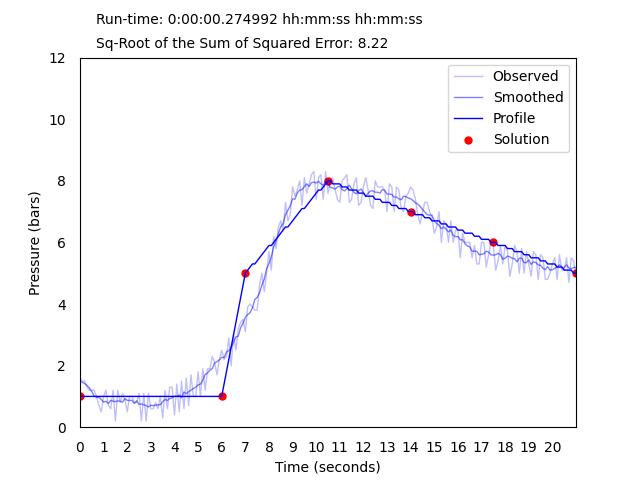 Run-time: 0:00:00.274992 hh:mm:ss hh:mm:ss
Sq-Root of the Sum of Squared Error: 8.22
12
10
8
6
4
2
0
Pressure (bars)
Observed
Smoothed
Profile
Solution
0 1 2 3 4 5 6 7 8 9 10 11 12 13 14 15 16 17 18 19 20
Time (seconds)